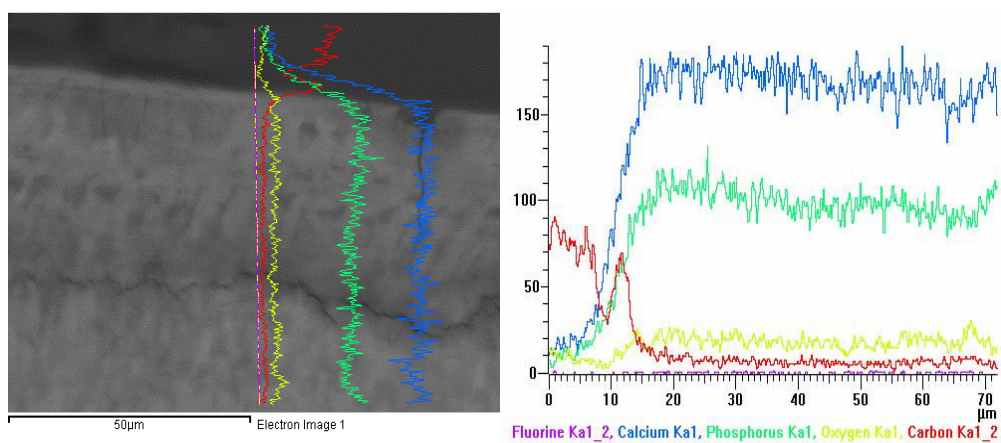 150
100
50
0
0 10 20 30 40 50 60 70
µm
50µm Electron Image 1
Fluorine Ka1_2, Calcium Ka1, Phosphorus Ka1, Oxygen Ka1, Carbon Ka1_2